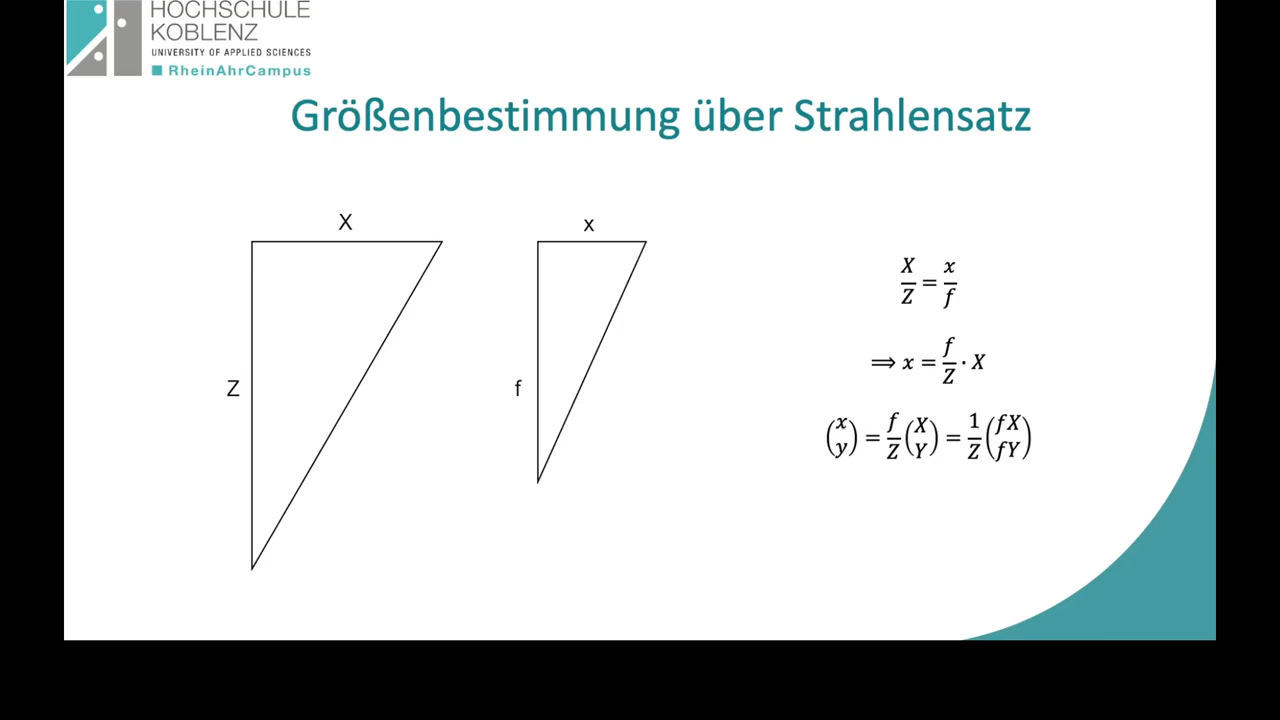 HOCHSCHULE
KOBLENZ
UNIVERSITY OF APPLIED SCIENCES
RheinAhrCampus
Größenbestimmung über Strahlensatz
X
Z
x
f
X/Z = x/f
⟹ x = f/Z · X
(x y) = f/Z (X Y) = 1/Z (fX fY)